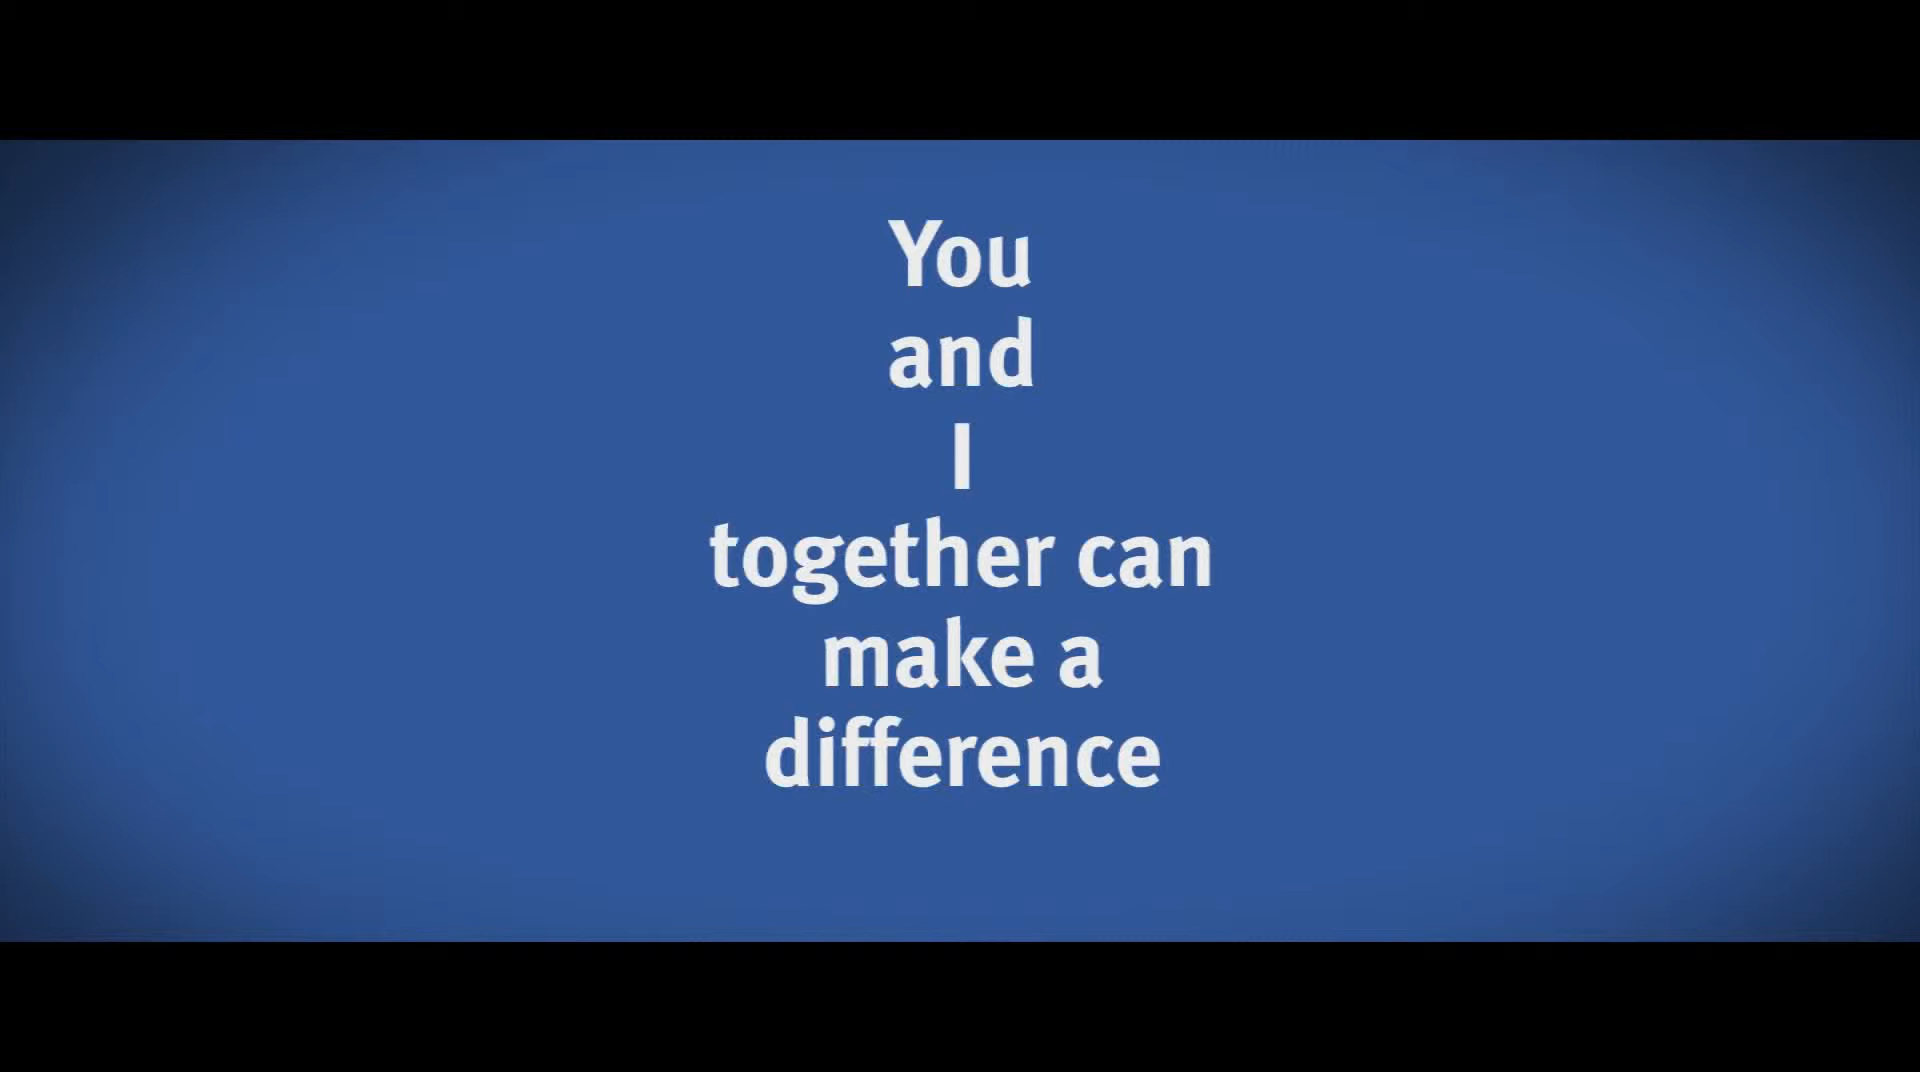 You
and
I
together can
make a
difference